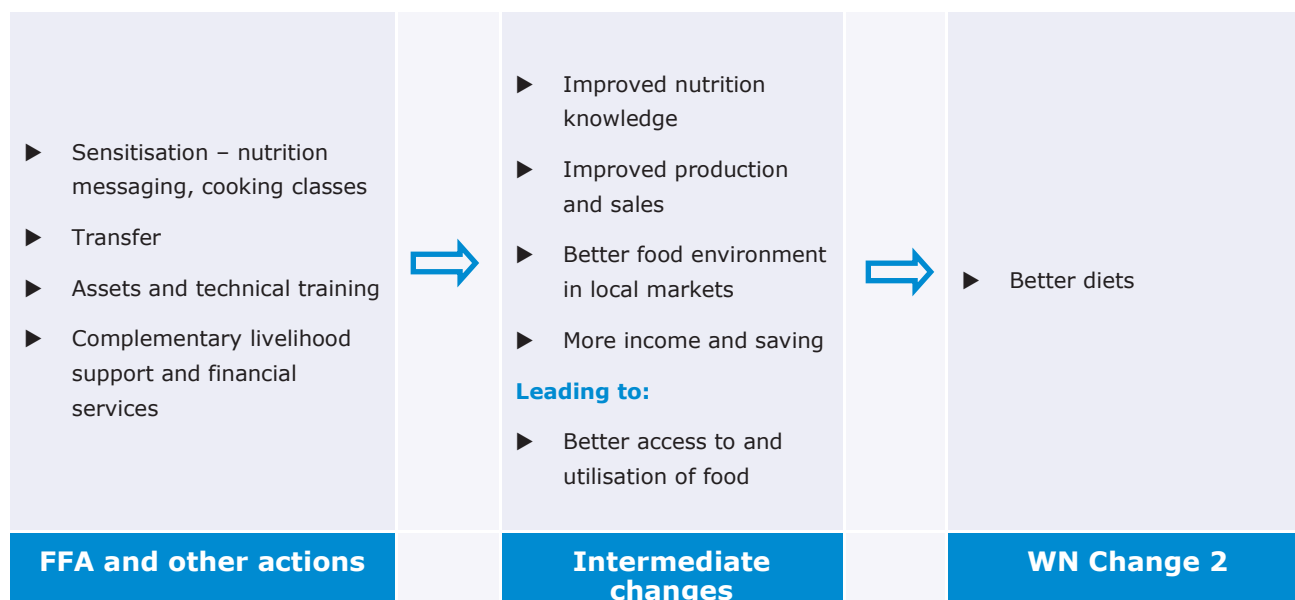 ▶ Sensitisation – nutrition
messaging, cooking classes
▶ Transfer
▶ Assets and technical training
▶ Complementary livelihood
support and financial
services
▶ Improved nutrition
knowledge
▶ Improved production
and sales
▶ Better food environment
in local markets
▶ More income and saving
Leading to:
▶ Better access to and
utilisation of food
▶ Better diets
FFA and other actions
Intermediate
changes
WN Change 2